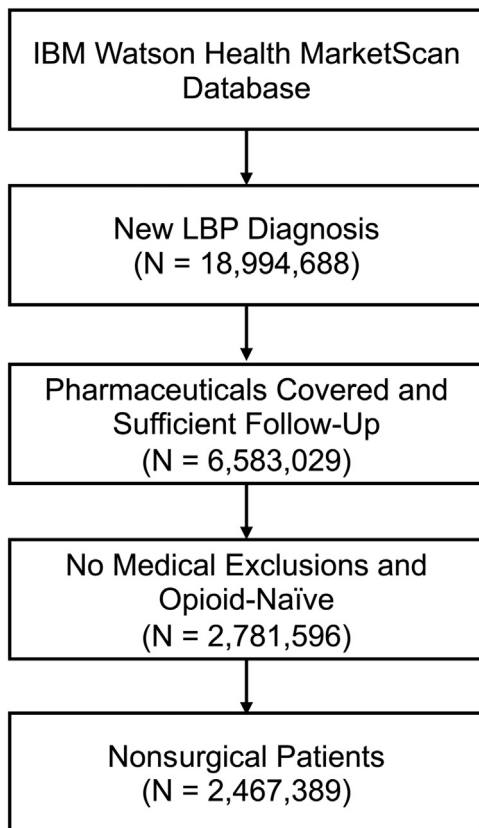 IBM Watson Health MarketScan
Database
New LBP Diagnosis
(N = 18,994,688)
Pharmaceuticals Covered and
Sufficient Follow-Up
(N = 6,583,029)
No Medical Exclusions and
Opioid-Naïve
(N = 2,781,596)
Nonsurgical Patients
(N = 2,467,389)